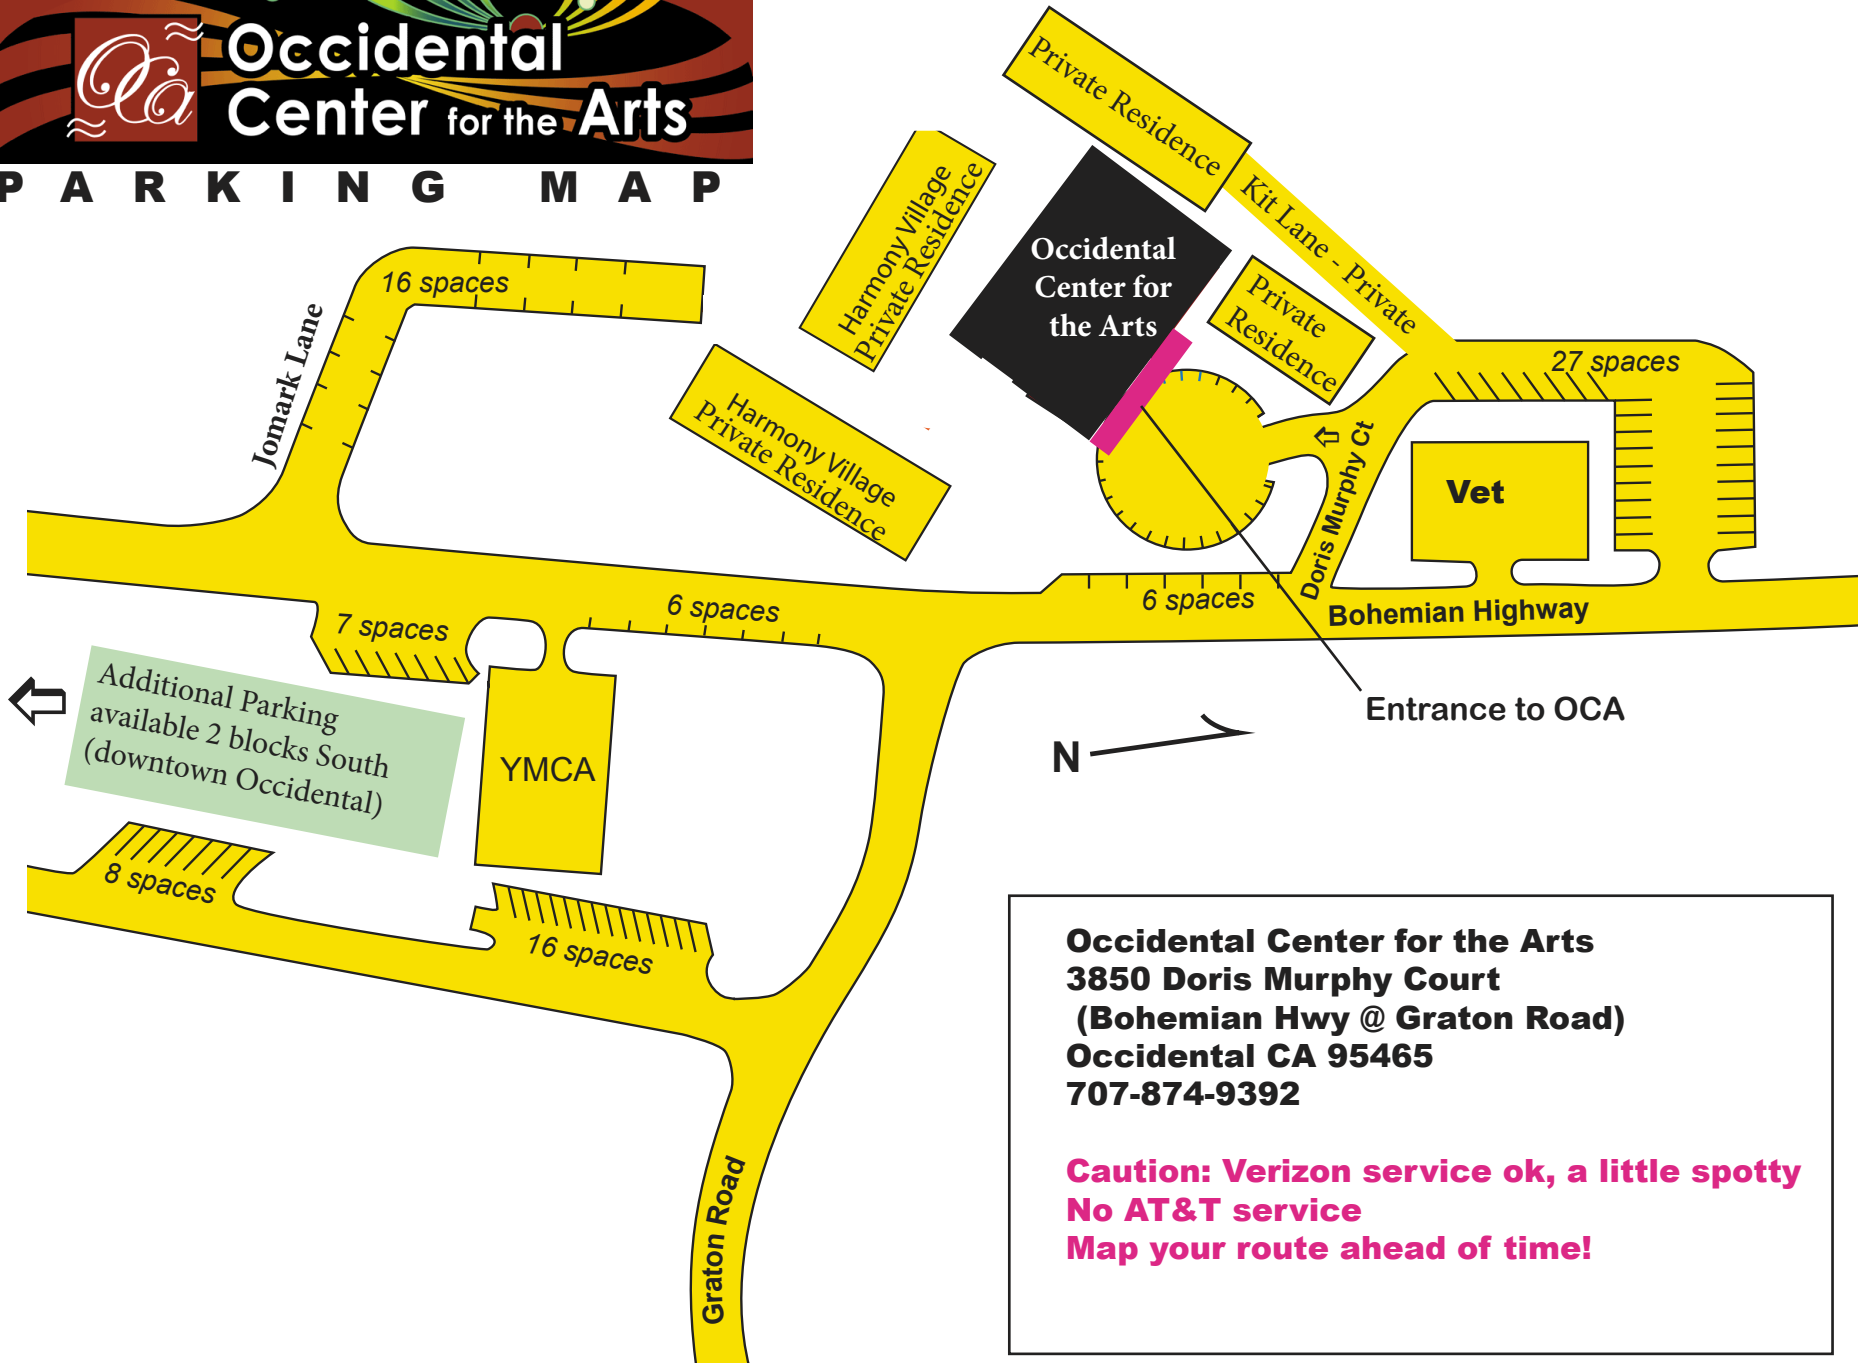 Oca
Occidental
Center for the Arts
PARKING MAP
Private Residence
Kit Lane - Private
Harmony Village
Private Residence
Occidental
Center for
the Arts
Private
Residence
16 spaces
Jomark Lane
27 spaces
Harmony Village
Private Residence
Doris Murphy Ct
Vet
6 spaces
6 spaces
Bohemian Highway
7 spaces
Additional Parking
available 2 blocks South
(downtown Occidental)
YMCA
Entrance to OCA
N
8 spaces
16 spaces
Graton Road
Occidental Center for the Arts
3850 Doris Murphy Court
(Bohemian Hwy @ Graton Road)
Occidental CA 95465
707-874-9392
Caution: Verizon service ok, a little spotty
No AT&T service
Map your route ahead of time!